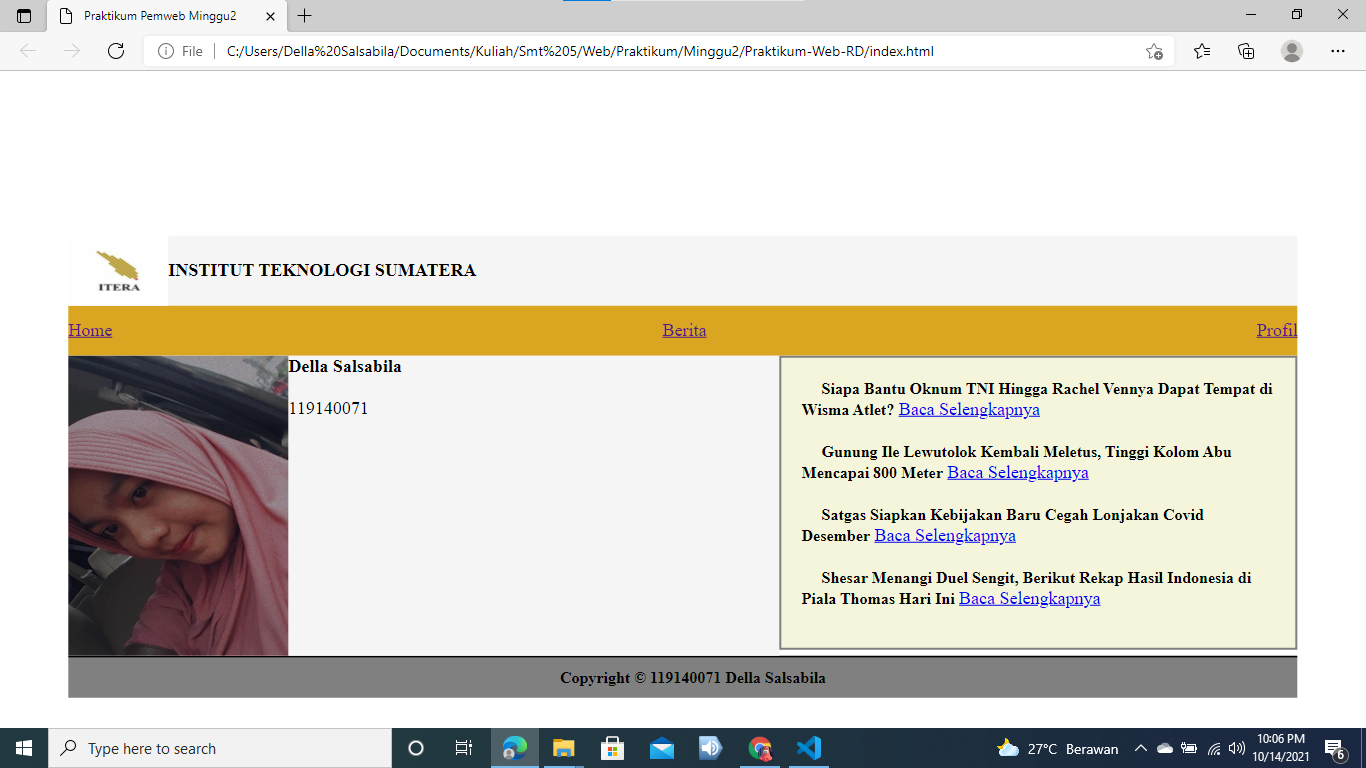 Praktikum Pemweb Minggu2
File
C:/Users/Della%20Salsabila/Documents/Kuliah/Smt%205/Web/Praktikum/Minggu2/Praktikum-Web-RD/index.html
ITERA
INSTITUT TEKNOLOGI SUMATERA
Home Berita Profil
Della Salsabila
119140071
Siapa Bantu Oknum TNI Hingga Rachel Vennya Dapat Tempat di
Wisma Atlet? Baca Selengkapnya
Gunung Ile Lewutolok Kembali Meletus, Tinggi Kolom Abu
Mencapai 800 Meter Baca Selengkapnya
Satgas Siapkan Kebijakan Baru Cegah Lonjakan Covid
Desember Baca Selengkapnya
Shesar Menangi Duel Sengit, Berikut Rekap Hasil Indonesia di
Piala Thomas Hari Ini Baca Selengkapnya
Copyright © 119140071 Della Salsabila
Type here to search
27°C Berawan
10:06 PM
10/14/2021
6